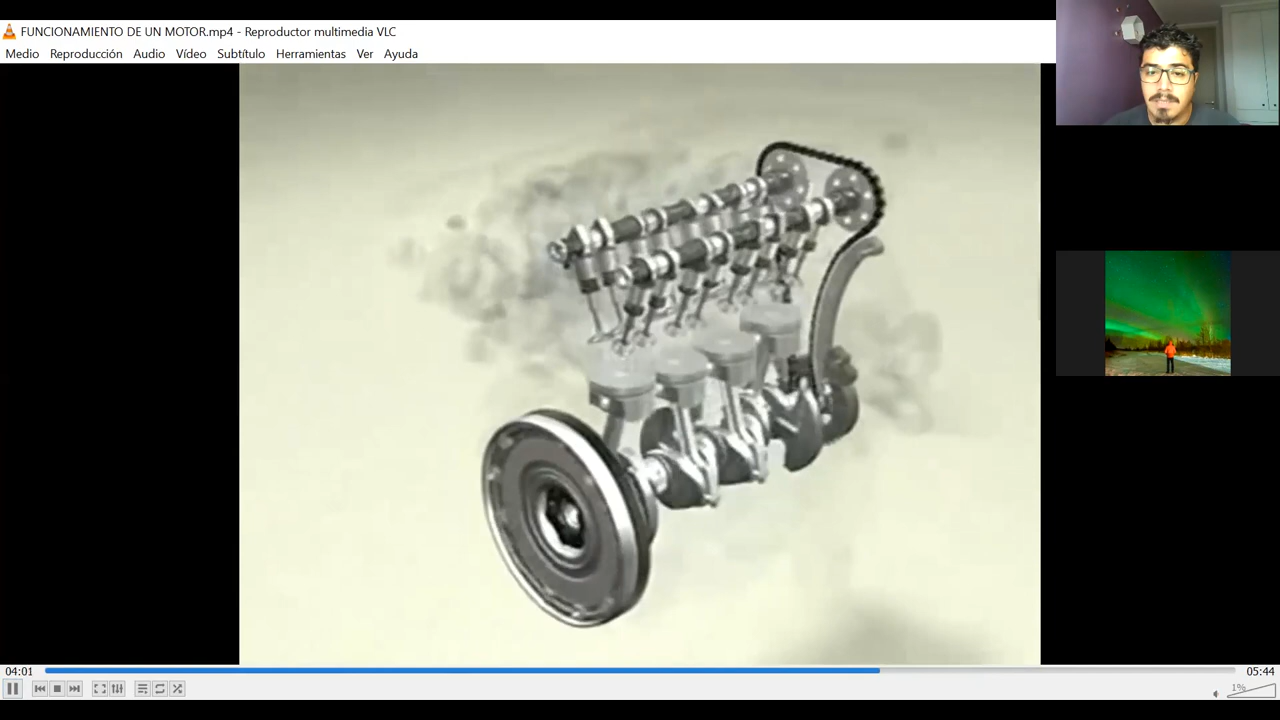 FUNCIONAMIENTO DE UN MOTOR.mp4 - Reproductor multimedia VLC
Medio Reproducción Audio Vídeo Subtítulo Herramientas Ver Ayuda
04:01 05:44
1%